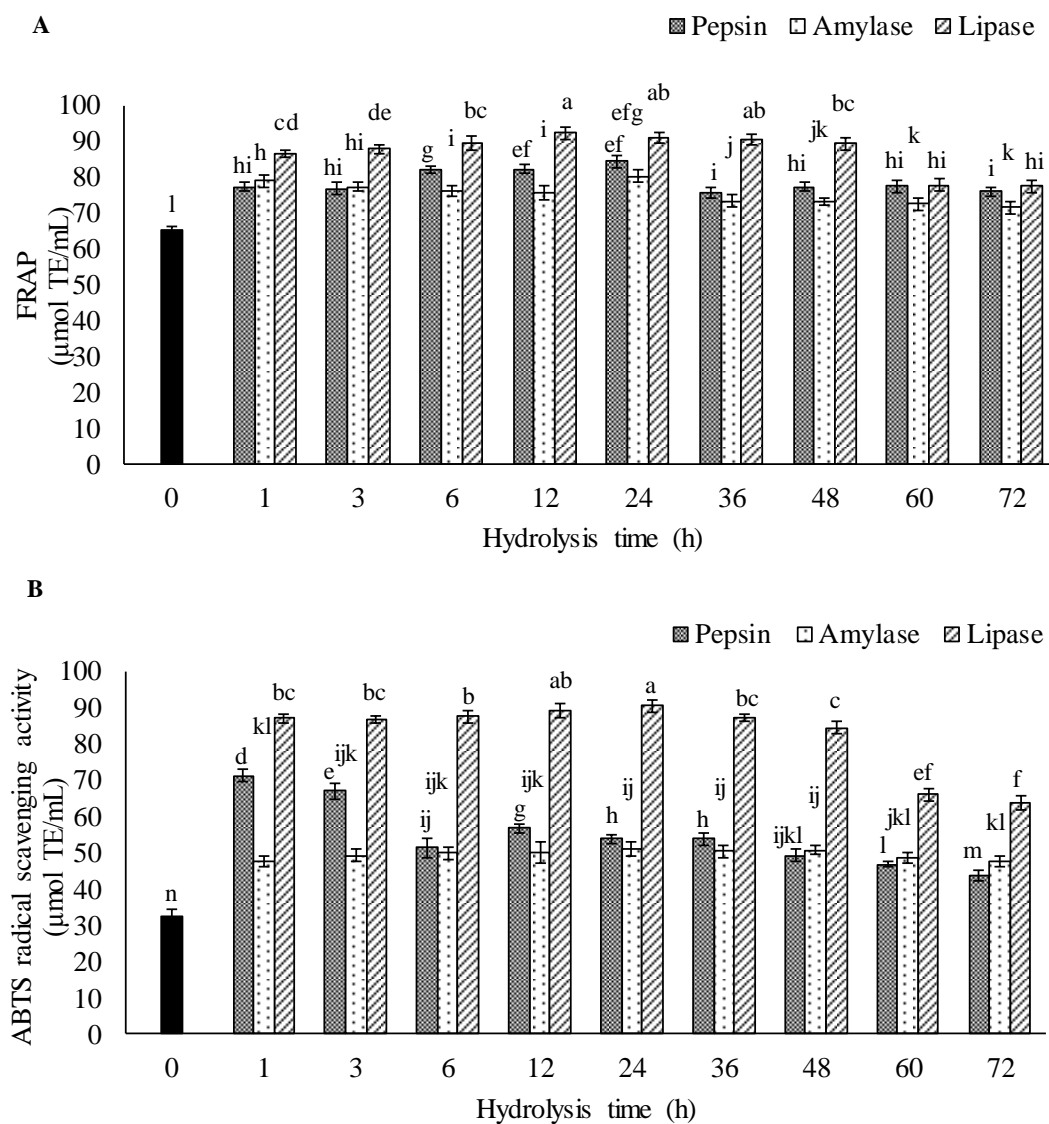 A
Pepsin Amylase Lipase
100
90
80
70
60
50
40
30
20
10
0
FRAP
(µmol TE/mL)
l
hi h cd
hi hi de
g i bc
ef i a
ef efg ab
i j ab
hi jk bc
hi k hi
i k hi
0 1 3 6 12 24 36 48 60 72
Hydrolysis time (h)
B
Pepsin Amylase Lipase
100
90
80
70
60
50
40
30
20
10
0
ABTS radical scavenging activity
(µmol TE/mL)
n
d kl bc
e ijk bc
ij ijk b
g ijk ab
h ij a
h ij bc
ijkl ij c
l jkl ef
m kl f
0 1 3 6 12 24 36 48 60 72
Hydrolysis time (h)